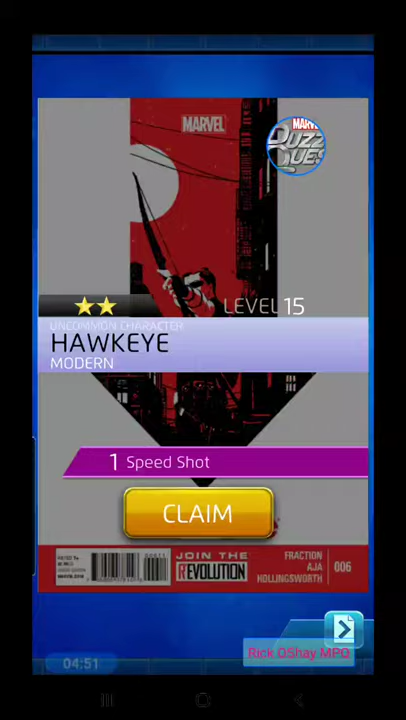 MARVEL
MARVEL
PUZZLE
QUEST
LEVEL 15
UNCOMMON CHARACTER
HAWKEYE
MODERN
1 Speed Shot
CLAIM
JOIN THE
REVOLUTION
FRACTION
AJA
HOLLINGSWORTH
006
Rick OShay MPQ
04:51